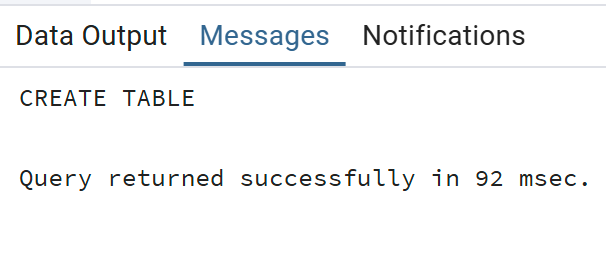 Data Output Messages Notifications
CREATE TABLE
Query returned successfully in 92 msec.